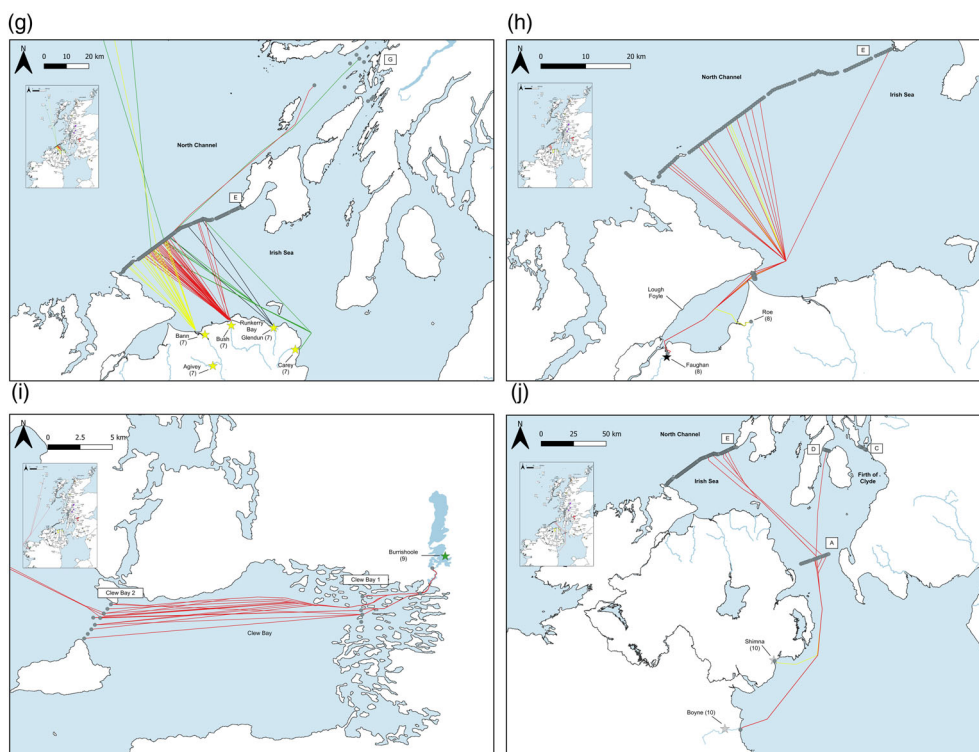 (g)
N
0 10 20 km
G
North Channel
E
Irish Sea
Runkerry
Bay
Bann
(7)
Bush
(7)
Glendun (7)
Agivey
(7)
Carey
(7)
(h)
N
0 10 20 km
E
North Channel
Irish Sea
Lough
Foyle
Roe
(8)
Faughan
(8)
(i)
N
0 2.5 5 km
Burrishoole
(9)
Clew Bay 1
Clew Bay 2
Clew Bay
(j)
N
0 25 50 km
North Channel
E
D
C
Irish Sea
Firth of
Clyde
A
Shimna
(10)
Boyne (10)